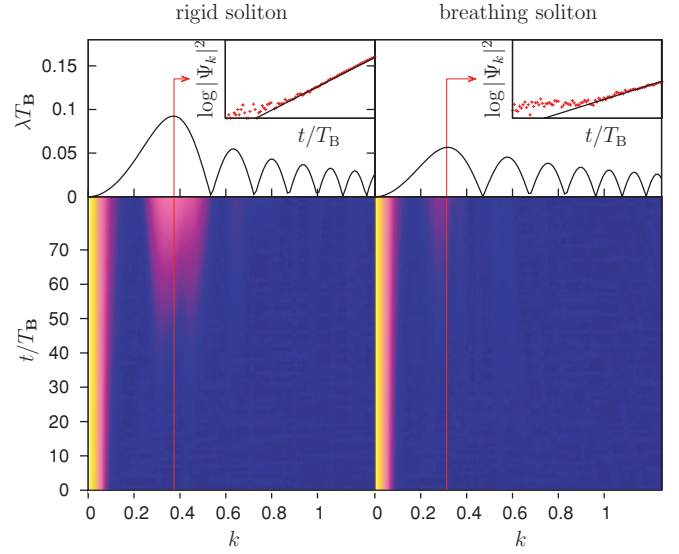 rigid soliton
breathing soliton
0.15
0.1
0.05
0
λT_B
log|Ψ_k|²
t/T_B
log|Ψ_k|²
t/T_B
70
60
50
40
30
20
10
0
t/T_B
0 0.2 0.4 0.6 0.8 1
0 0.2 0.4 0.6 0.8 1
k
k